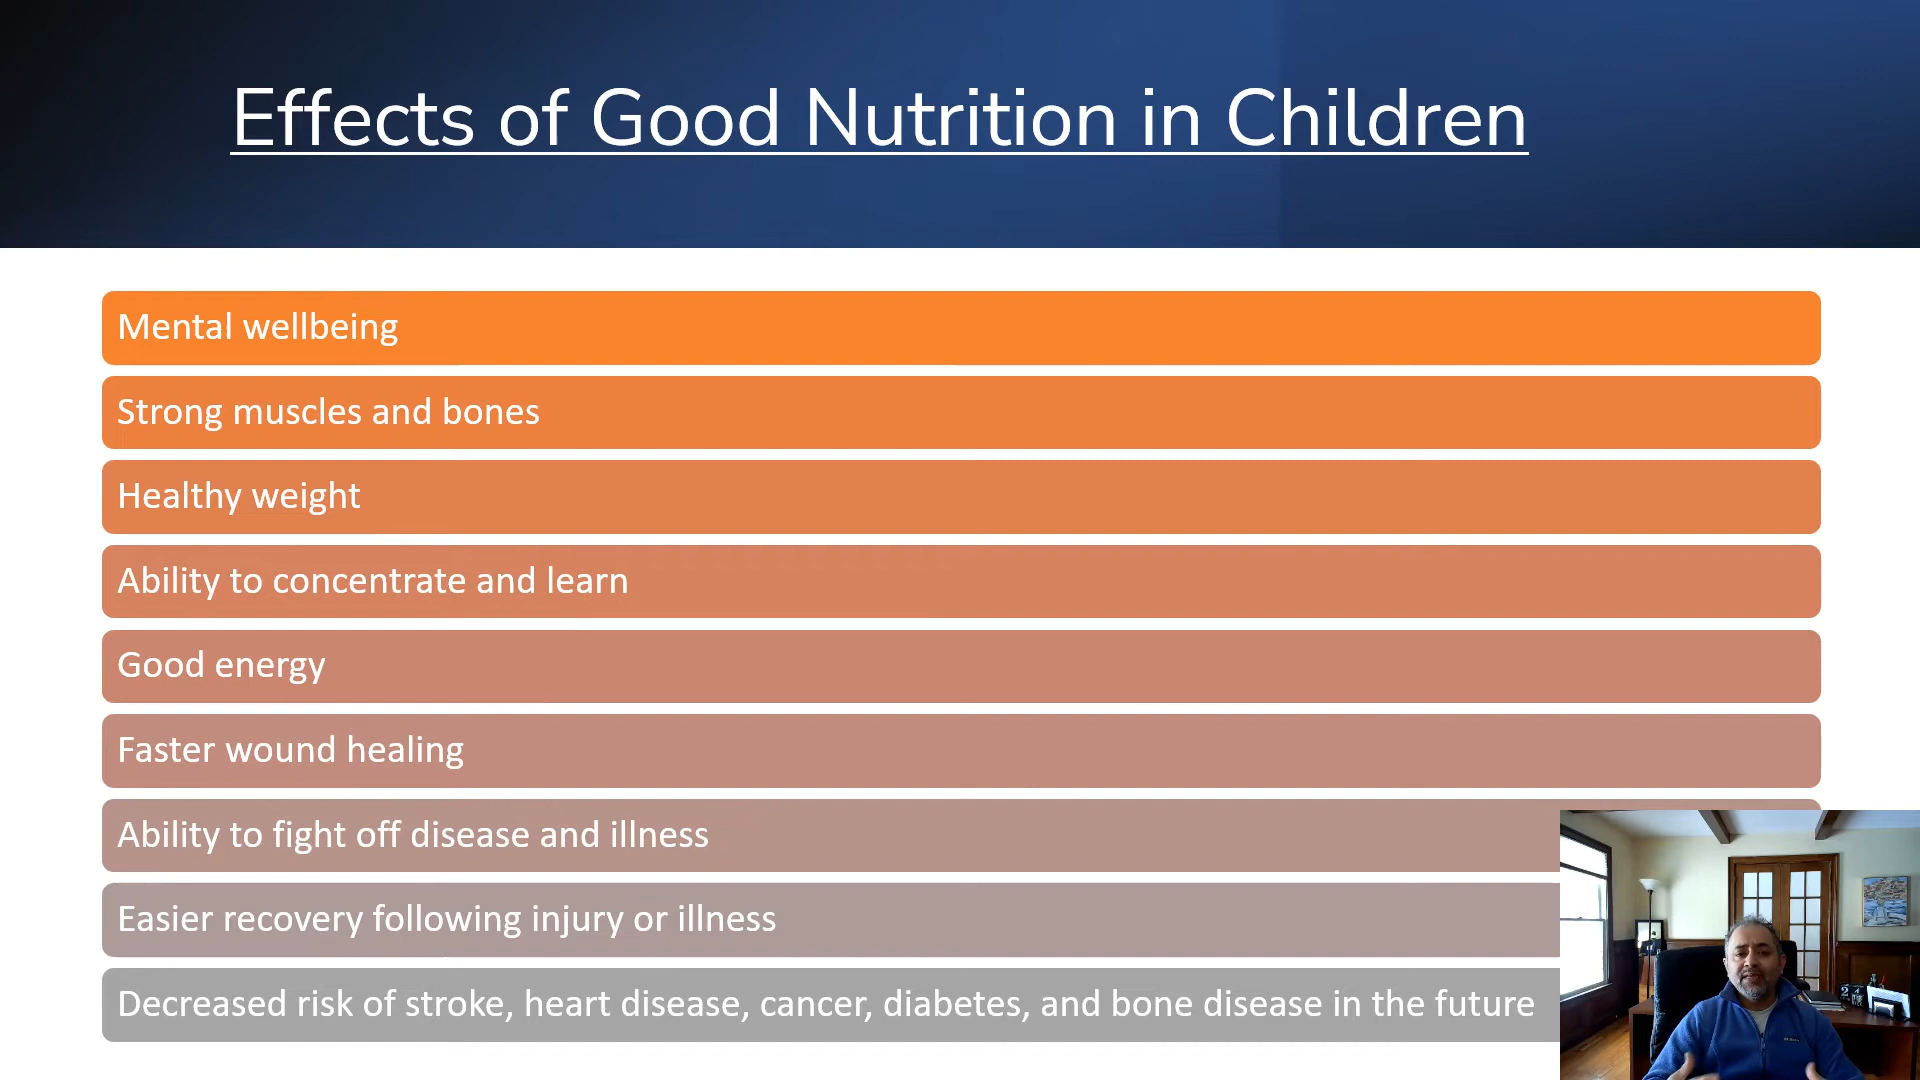 Effects of Good Nutrition in Children
Mental wellbeing
Strong muscles and bones
Healthy weight
Ability to concentrate and learn
Good energy
Faster wound healing
Ability to fight off disease and illness
Easier recovery following injury or illness
Decreased risk of stroke, heart disease, cancer, diabetes, and bone disease in the future